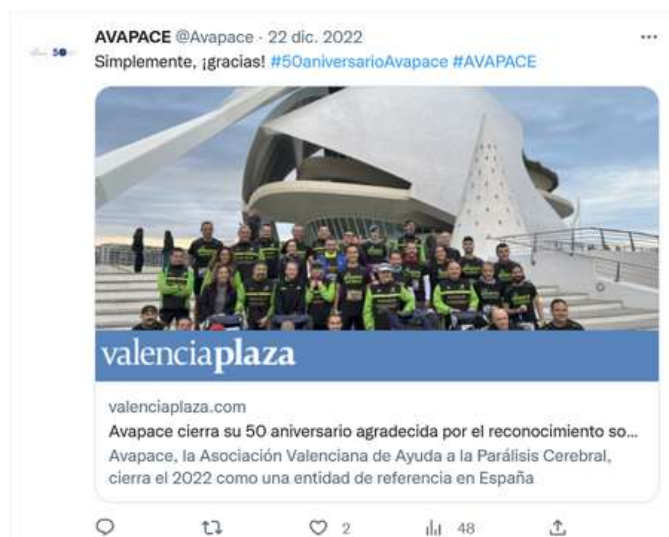 AVAPACE @Avapace · 22 dic. 2022
Simplemente, ¡gracias! #50aniversarioAvapace #AVAPACE
valenciaplaza
valenciaplaza.com
Avapace cierra su 50 aniversario agradecida por el reconocimiento so...
Avapace, la Asociación Valenciana de Ayuda a la Parálisis Cerebral,
cierra el 2022 como una entidad de referencia en España
2
48